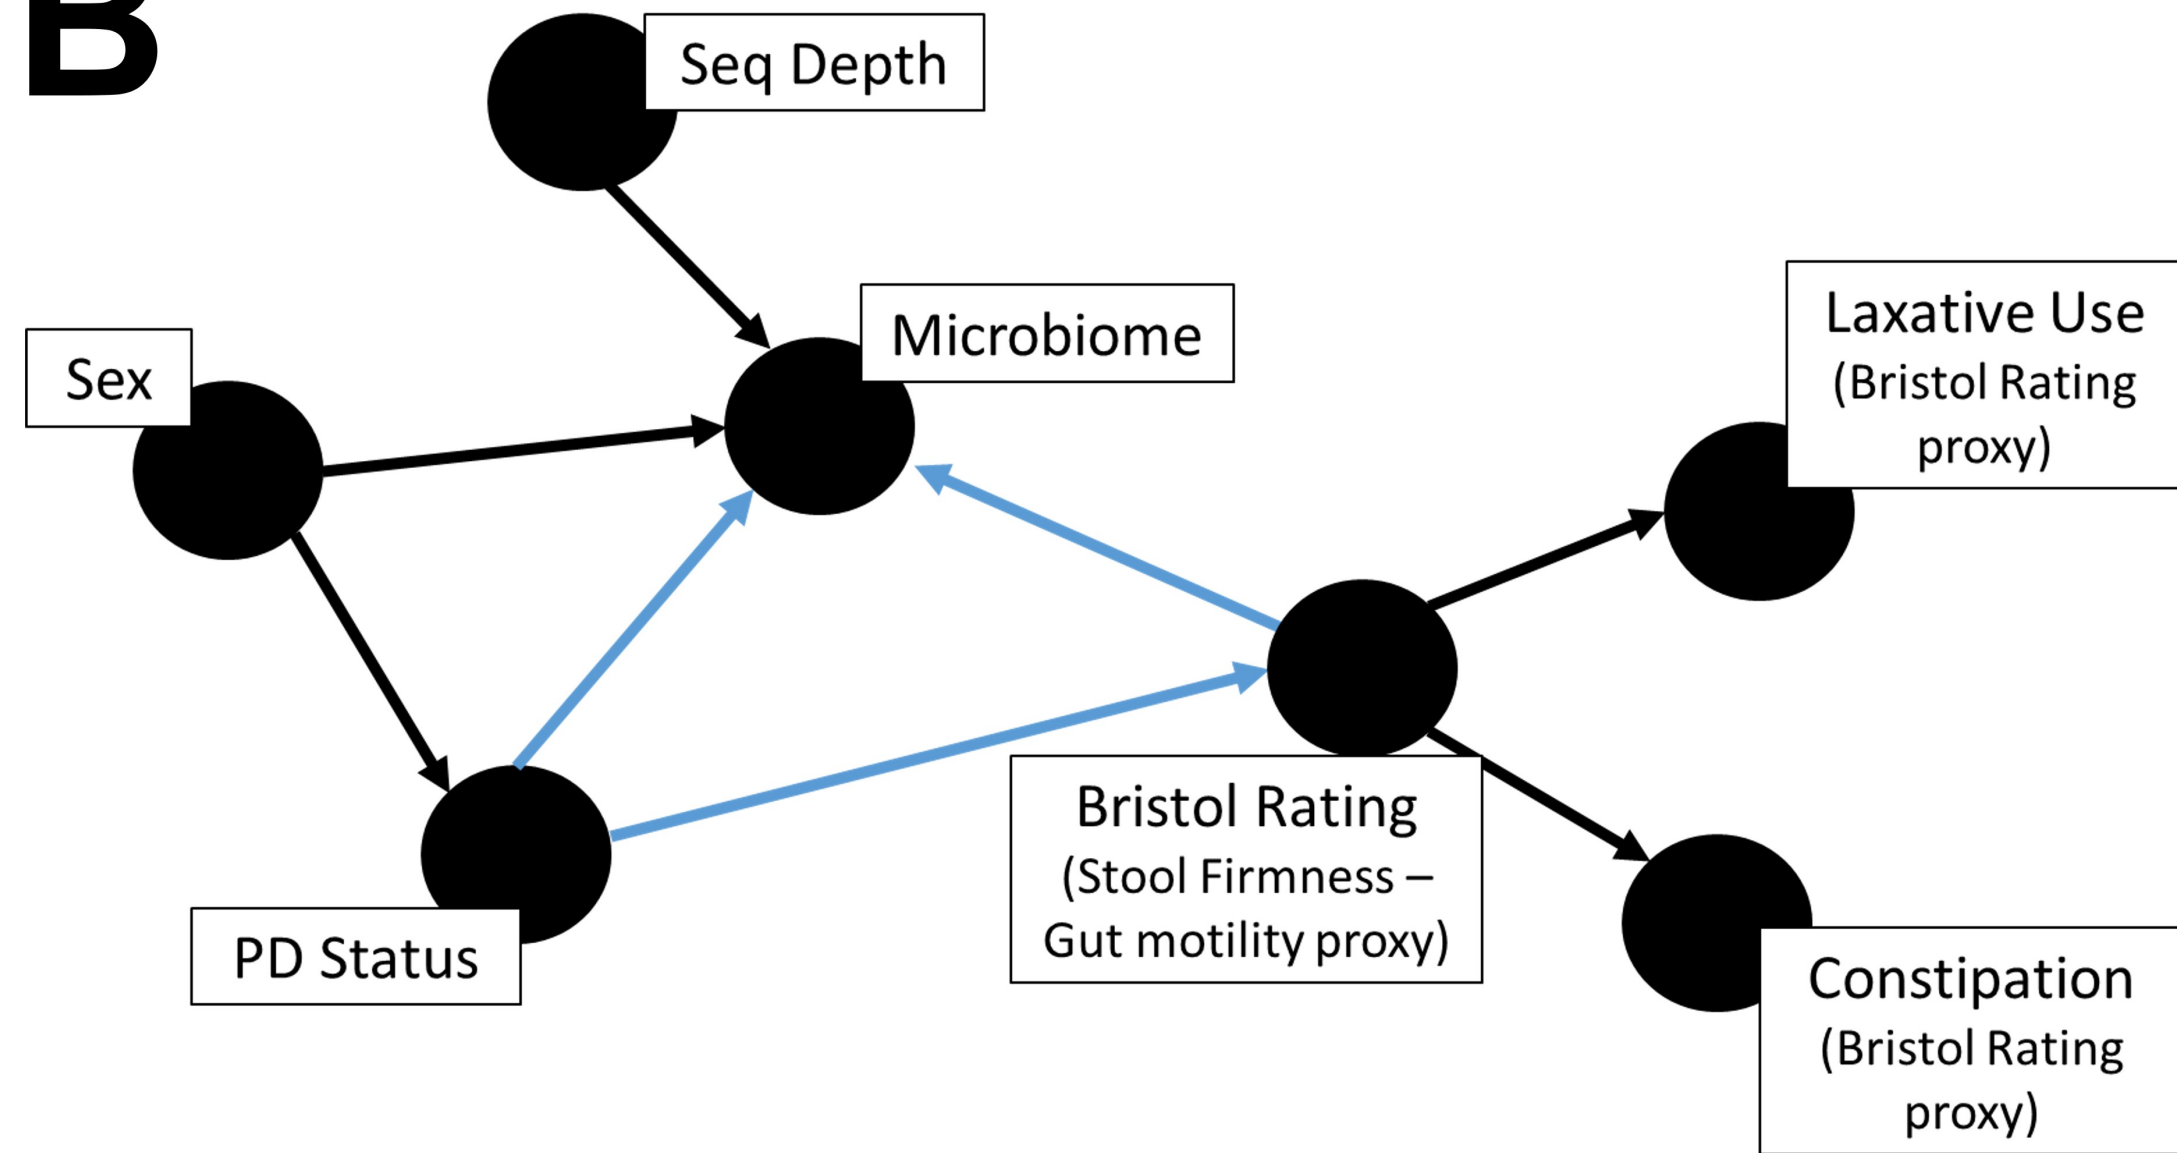 B
Seq Depth
Microbiome
Sex
Laxative Use
(Bristol Rating
proxy)
Bristol Rating
(Stool Firmness –
Gut motility proxy)
PD Status
Constipation
(Bristol Rating
proxy)